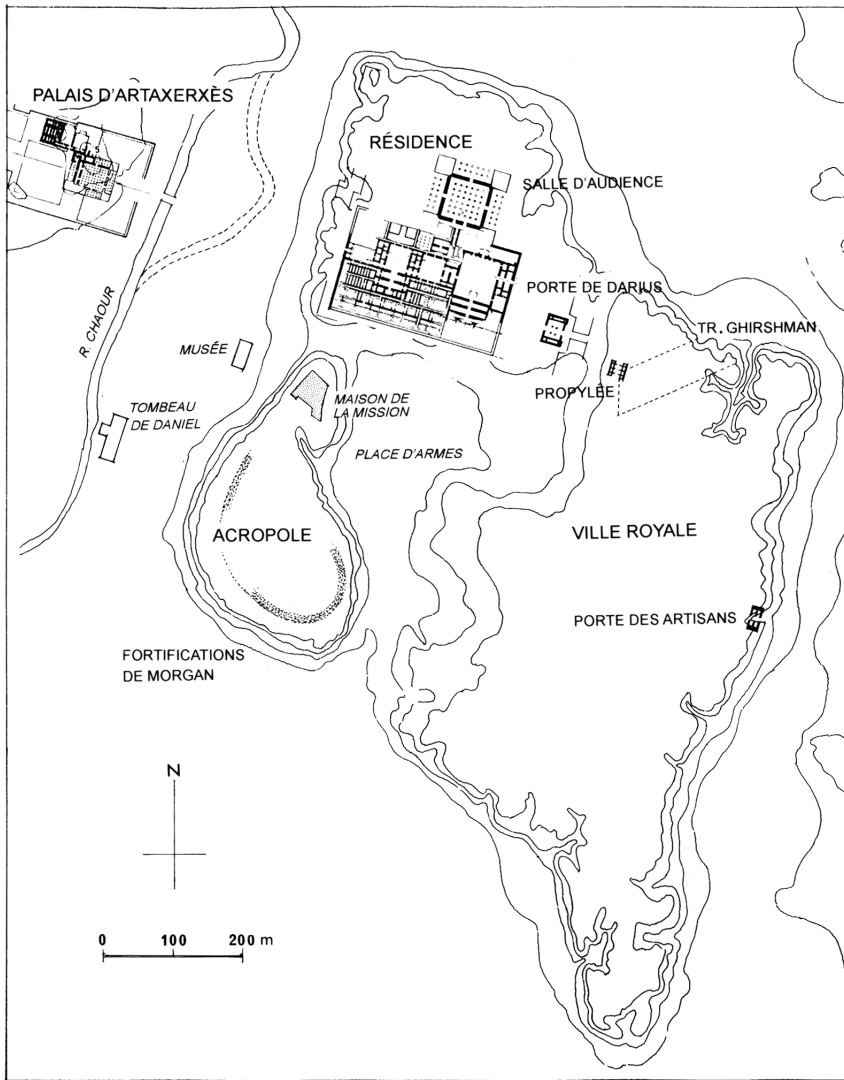 PALAIS D'ARTAXERXÈS
RÉSIDENCE
SALLE D'AUDIENCE
PORTE DE DARIUS
R. CHAOUR
TR. GHIRSHMAN
MUSÉE
PROPYLÉE
MAISON DE
LA MISSION
TOMBEAU
DE DANIEL
PLACE D'ARMES
ACROPOLE
VILLE ROYALE
PORTE DES ARTISANS
FORTIFICATIONS
DE MORGAN
N
0 100 200 m